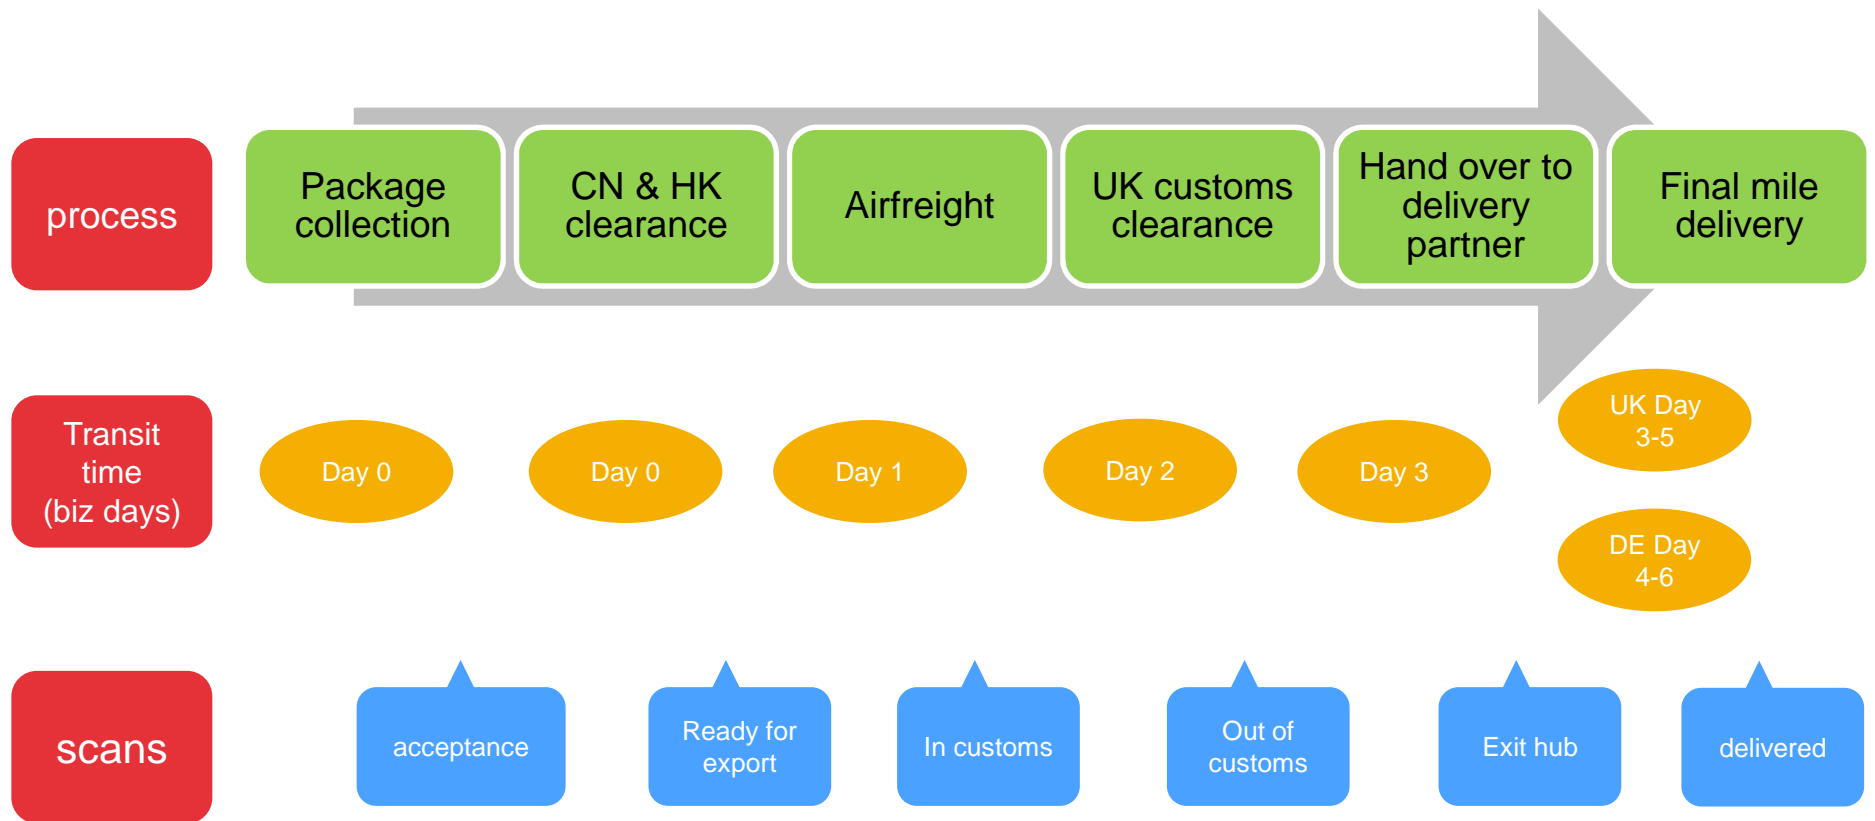 process
Package
collection
CN & HK
clearance
Airfreight
UK customs
clearance
Hand over to
delivery
partner
Final mile
delivery
Transit
time
(biz days)
Day 0
Day 0
Day 1
Day 2
Day 3
UK Day
3-5
DE Day
4-6
scans
acceptance
Ready for
export
In customs
Out of
customs
Exit hub
delivered